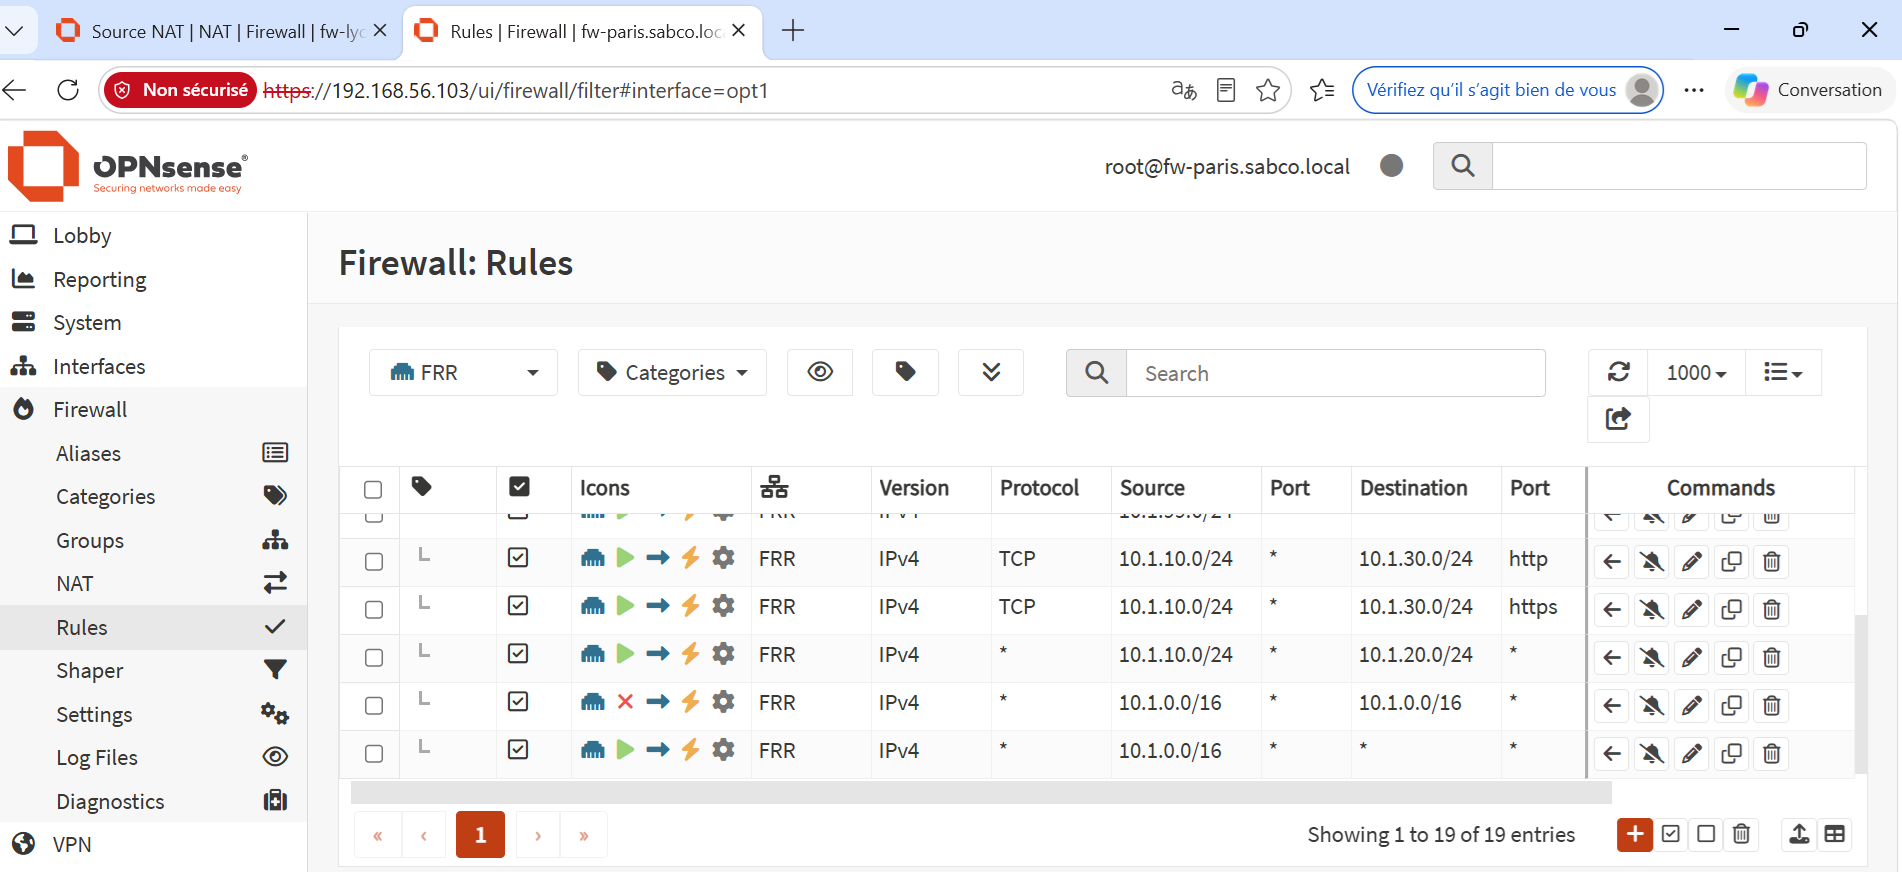 Source NAT | NAT | Firewall | fw-lyc
Rules | Firewall | fw-paris.sabco.loc
Non sécurisé https://192.168.56.103/ui/firewall/filter#interface=opt1
Vérifiez qu'il s'agit bien de vous
Conversation
OPNsense®
Securing networks made easy
root@fw-paris.sabco.local
Lobby
Reporting
System
Interfaces
Firewall
Aliases
Categories
Groups
NAT
Rules
Shaper
Settings
Log Files
Diagnostics
VPN
Firewall: Rules
FRR
Categories
Search
1000
Icons Version Protocol Source Port Destination Port Commands
FRR IPv4 TCP 10.1.10.0/24 * 10.1.30.0/24 http
FRR IPv4 TCP 10.1.10.0/24 * 10.1.30.0/24 https
FRR IPv4 * 10.1.10.0/24 * 10.1.20.0/24 *
FRR IPv4 * 10.1.0.0/16 * 10.1.0.0/16 *
FRR IPv4 * 10.1.0.0/16 * * *
« ‹ 1 › »
Showing 1 to 19 of 19 entries